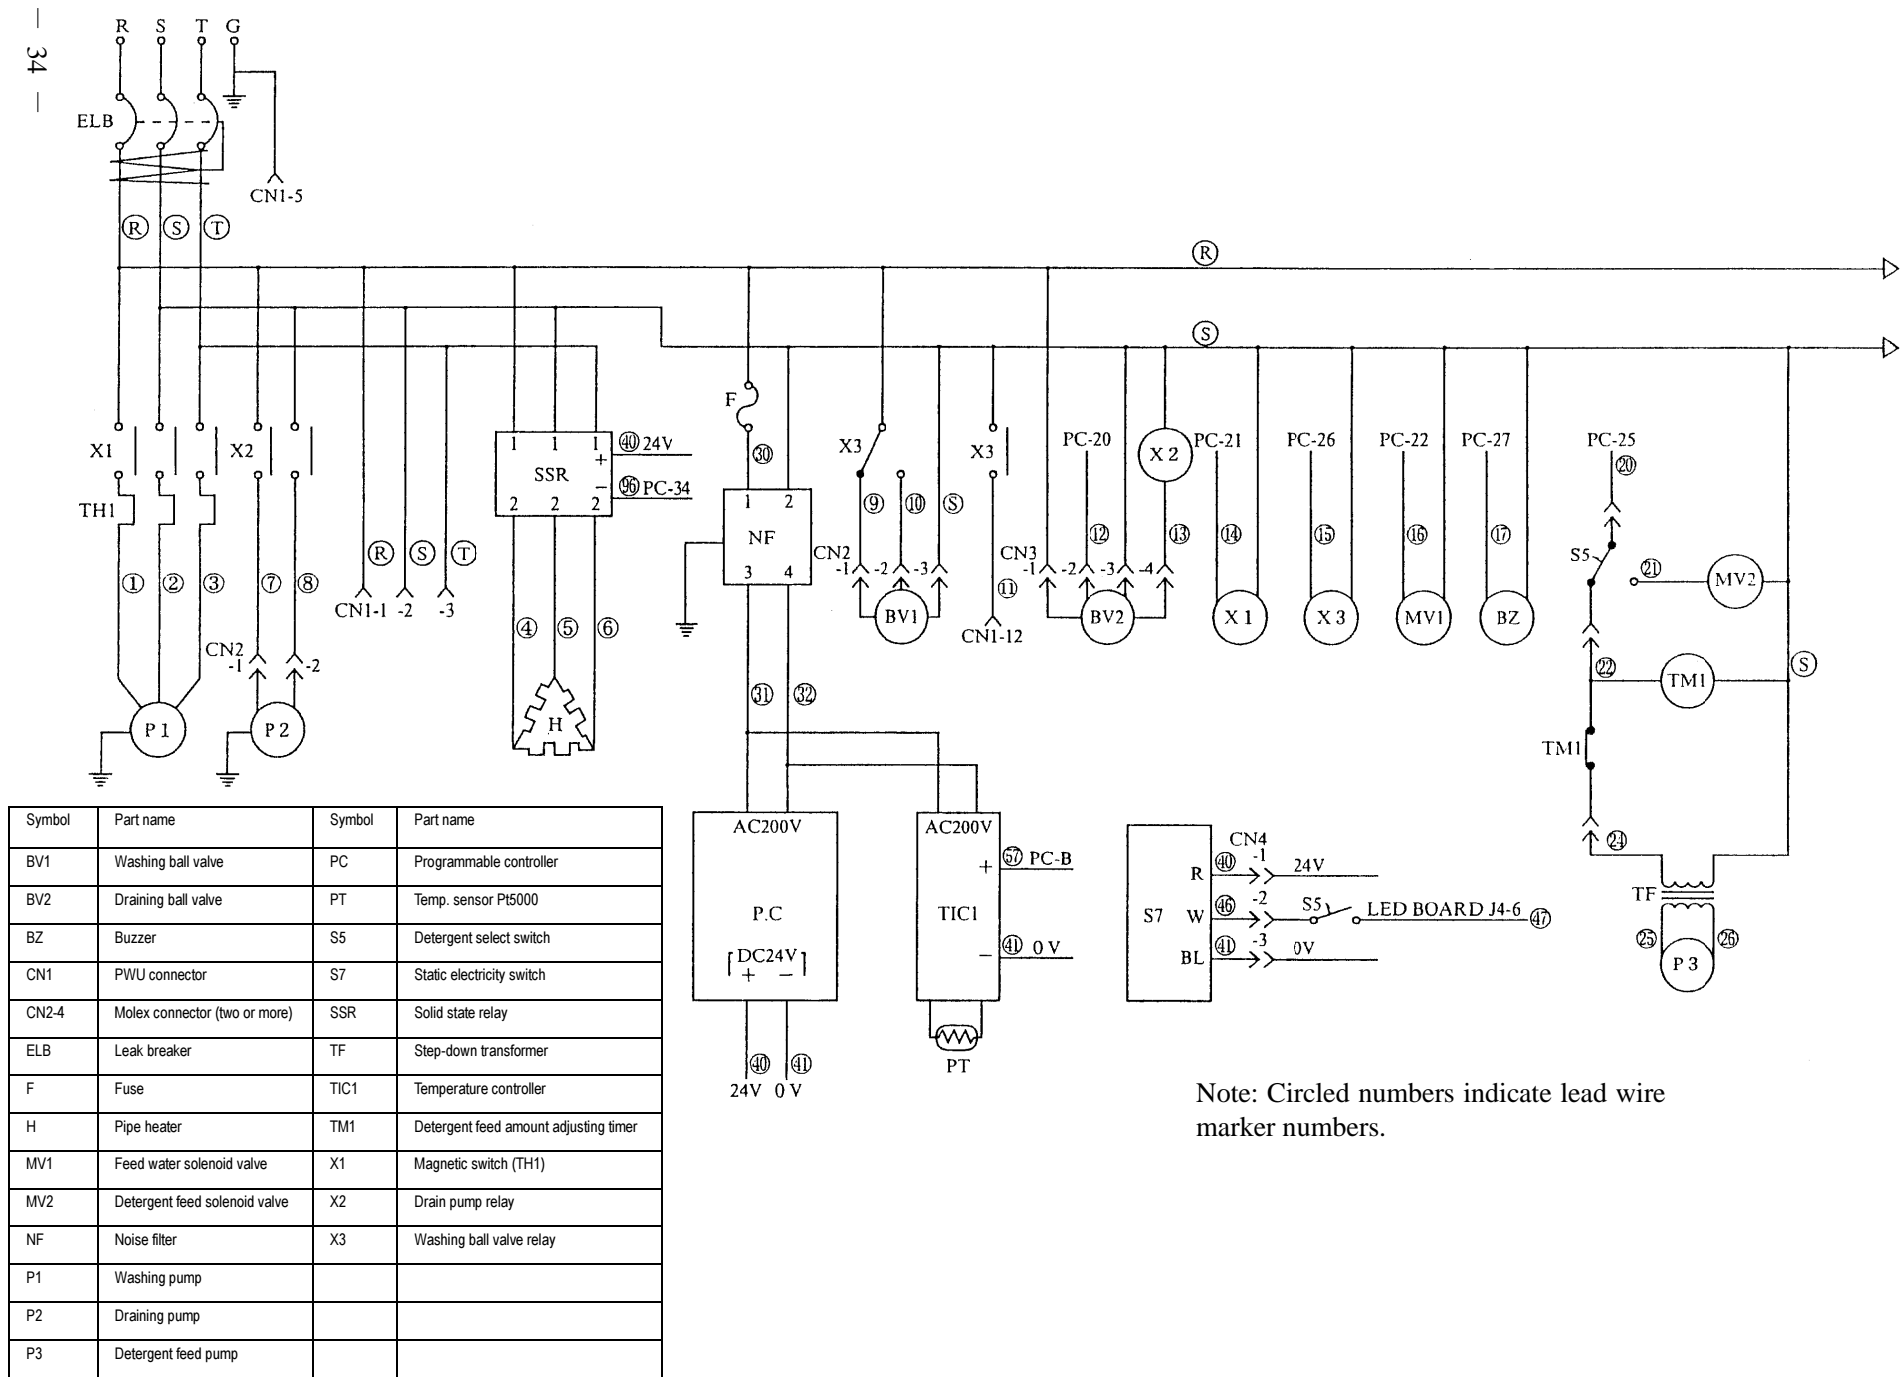 — 34 —
R S T G
ELB
CN1-5
Ⓡ Ⓢ Ⓣ
Ⓡ
Ⓢ
X1 X2
TH1
① ② ③ ⑦ ⑧
CN2
-1 -2
P1 P2
Ⓡ Ⓢ Ⓣ
CN1-1 -2 -3
1 1 1
SSR
+ ㊵ 24V
− 96 PC-34
2 2 2
④ ⑤ ⑥
H
F
㉚
1 2
NF
3 4
㉛ ㉜
X3
⑨ ⑩ Ⓢ
CN2
-1 -2 -3
BV1
X3
⑪
CN1-12
PC-20
X2
⑫ ⑬
CN3
-1 -2 -3 -4
BV2
PC-21
⑭
X1
PC-26
⑮
X3
PC-22
⑯
MV1
PC-27
⑰
BZ
PC-25
⑳
S5
㉑
MV2
㉒
TM1
Ⓢ
TM1
㉔
TF
㉕ ㉖
P3
AC200V
P.C
DC24V
+ −
㊵ ㊶
24V 0V
AC200V
+ 57 PC-B
TIC1
− ㊶ 0V
PT
S7
CN4
R ㊵ -1 24V
W ㊻ -2 S5 LED BOARD J4-6 ㊼
BL ㊶ -3 0V
Note: Circled numbers indicate lead wire
marker numbers.
Symbol Part name Symbol Part name
BV1 Washing ball valve PC Programmable controller
BV2 Draining ball valve PT Temp. sensor Pt5000
BZ Buzzer S5 Detergent select switch
CN1 PWU connector S7 Static electricity switch
CN2-4 Molex connector (two or more) SSR Solid state relay
ELB Leak breaker TF Step-down transformer
F Fuse TIC1 Temperature controller
H Pipe heater TM1 Detergent feed amount adjusting timer
MV1 Feed water solenoid valve X1 Magnetic switch (TH1)
MV2 Detergent feed solenoid valve X2 Drain pump relay
NF Noise filter X3 Washing ball valve relay
P1 Washing pump
P2 Draining pump
P3 Detergent feed pump